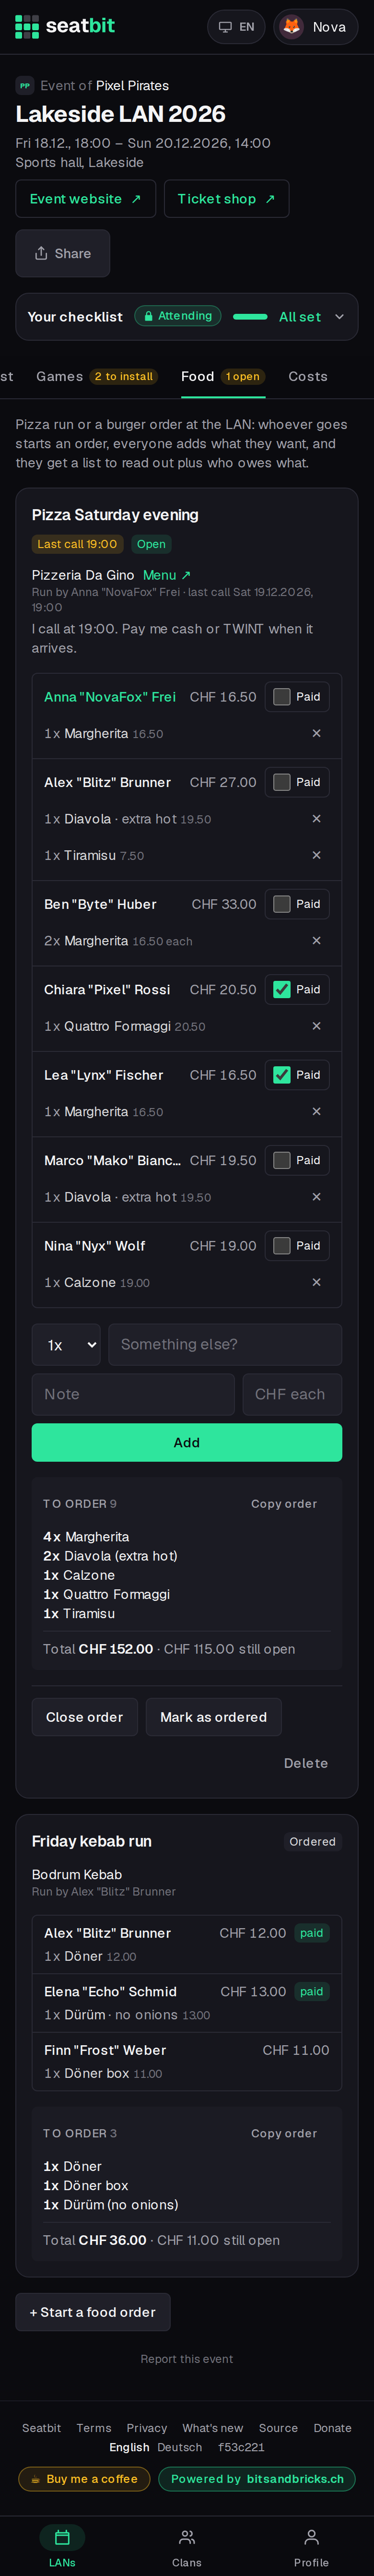 seatbit
EN
Nova
PP Event of Pixel Pirates
Lakeside LAN 2026
Fri 18.12., 18:00 – Sun 20.12.2026, 14:00
Sports hall, Lakeside
Event website ↗ Ticket shop ↗
Share
Your checklist Attending All set
st Games 2 to install Food 1 open Costs
Pizza run or a burger order at the LAN: whoever goes
starts an order, everyone adds what they want, and
they get a list to read out plus who owes what.
Pizza Saturday evening
Last call 19:00 Open
Pizzeria Da Gino Menu ↗
Run by Anna "NovaFox" Frei · last call Sat 19.12.2026,
19:00
I call at 19:00. Pay me cash or TWINT when it
arrives.
Anna "NovaFox" Frei CHF 16.50 Paid
1x Margherita 16.50 ✕
Alex "Blitz" Brunner CHF 27.00 Paid
1x Diavola · extra hot 19.50 ✕
1x Tiramisu 7.50 ✕
Ben "Byte" Huber CHF 33.00 Paid
2x Margherita 16.50 each ✕
Chiara "Pixel" Rossi CHF 20.50 Paid
1x Quattro Formaggi 20.50 ✕
Lea "Lynx" Fischer CHF 16.50 Paid
1x Margherita 16.50 ✕
Marco "Mako" Bianc... CHF 19.50 Paid
1x Diavola · extra hot 19.50 ✕
Nina "Nyx" Wolf CHF 19.00 Paid
1x Calzone 19.00 ✕
1x Something else?
Note CHF each
Add
TO ORDER 9 Copy order
4x Margherita
2x Diavola (extra hot)
1x Calzone
1x Quattro Formaggi
1x Tiramisu
Total CHF 152.00 · CHF 115.00 still open
Close order Mark as ordered
Delete
Friday kebab run Ordered
Bodrum Kebab
Run by Alex "Blitz" Brunner
Alex "Blitz" Brunner CHF 12.00 paid
1x Döner 12.00
Elena "Echo" Schmid CHF 13.00 paid
1x Dürüm · no onions 13.00
Finn "Frost" Weber CHF 11.00
1x Döner box 11.00
TO ORDER 3 Copy order
1x Döner
1x Döner box
1x Dürüm (no onions)
Total CHF 36.00 · CHF 11.00 still open
+ Start a food order
Report this event
Seatbit Terms Privacy What's new Source Donate
English Deutsch f53c221
Buy me a coffee Powered by bitsandbricks.ch
LANs Clans Profile